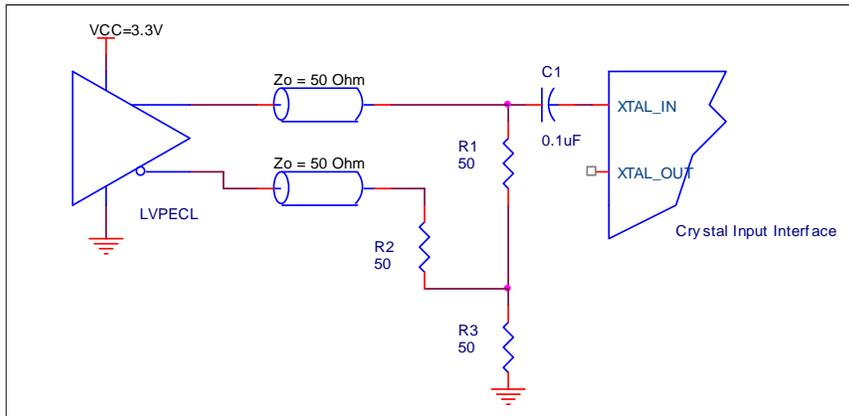 VCC=3.3V
Zo = 50 Ohm
C1
XTAL_IN
R1
50
0.1uF
Zo = 50 Ohm
XTAL_OUT
LVPECL
Crystal Input Interface
R2
50
R3
50